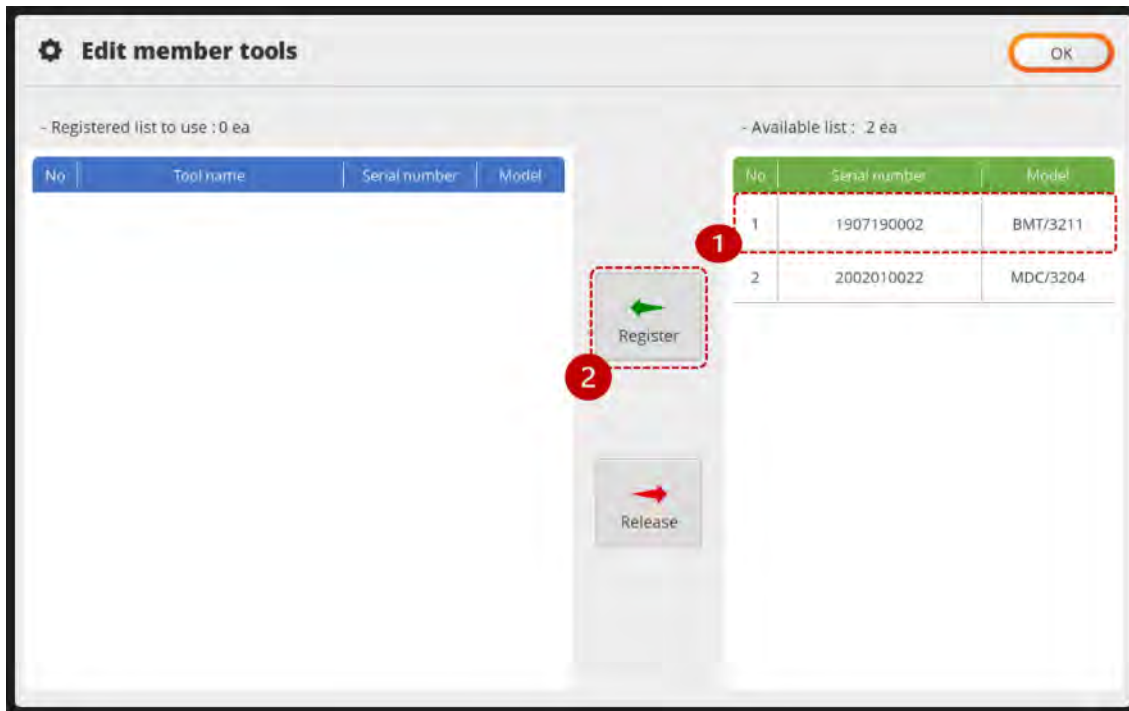 Edit member tools
OK
- Registered list to use : 0 ea
- Available list : 2 ea
No Tool name Serial number Model
No Serial number Model
1 1907190002 BMT/3211
1
2 2002010022 MDC/3204
Register
2
Release